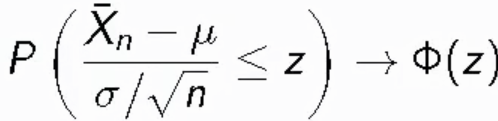 P ( (X̄ₙ − μ) / (σ/√n) ≤ z ) → Φ(z)